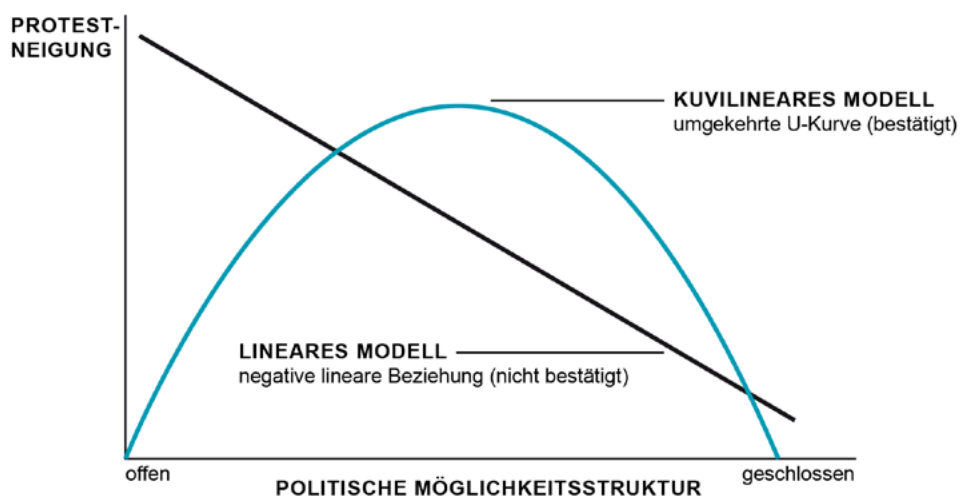 PROTEST-
NEIGUNG
KUVILINEARES MODELL
umgekehrte U-Kurve (bestätigt)
LINEARES MODELL
negative lineare Beziehung (nicht bestätigt)
offen
geschlossen
POLITISCHE MÖGLICHKEITSSTRUKTUR